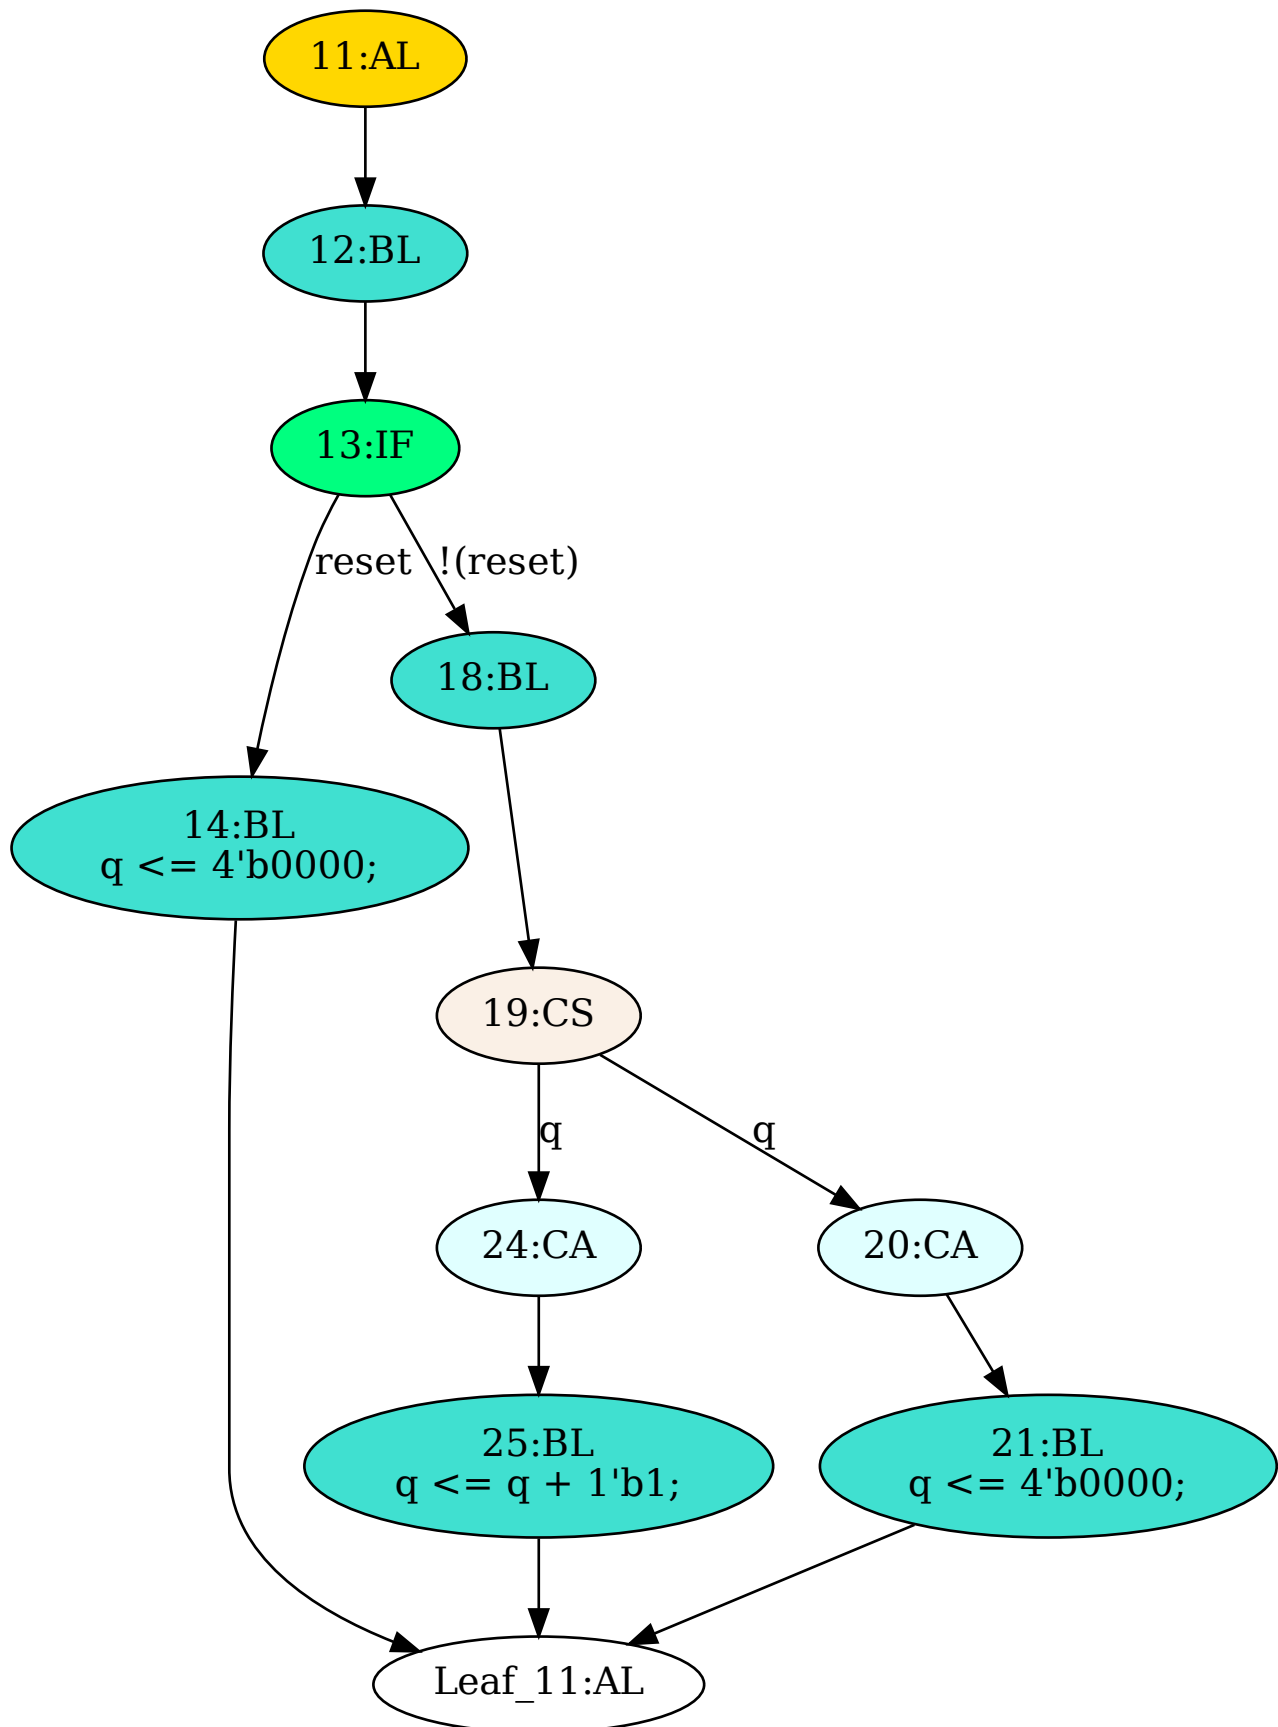 11:AL
12:BL
13:IF
reset
!(reset)
18:BL
14:BL
q <= 4'b0000;
19:CS
q
q
24:CA
20:CA
25:BL
q <= q + 1'b1;
21:BL
q <= 4'b0000;
Leaf_11:AL